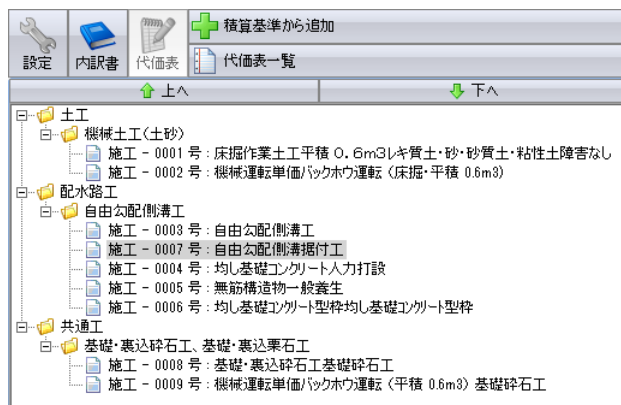 積算基準から追加
設定 内訳書 代価表 代価表一覧
上へ 下へ
土工
機械土工(土砂)
施工 - 0001 号 : 床掘作業土工平積 0.6m3レキ質土・砂・砂質土・粘性土障害なし
施工 - 0002 号 : 機械運転単価バックホウ運転 (床掘・平積 0.6m3)
配水路工
自由勾配側溝工
施工 - 0003 号 : 自由勾配側溝工
施工 - 0007 号 : 自由勾配側溝据付工
施工 - 0004 号 : 均し基礎コンクリート人力打設
施工 - 0005 号 : 無筋構造物一般養生
施工 - 0006 号 : 均し基礎コンクリート型枠均し基礎コンクリート型枠
共通工
基礎・裏込砕石工、基礎・裏込栗石工
施工 - 0008 号 : 基礎・裏込砕石工基礎砕石工
施工 - 0009 号 : 機械運転単価バックホウ運転 (平積 0.6m3) 基礎砕石工